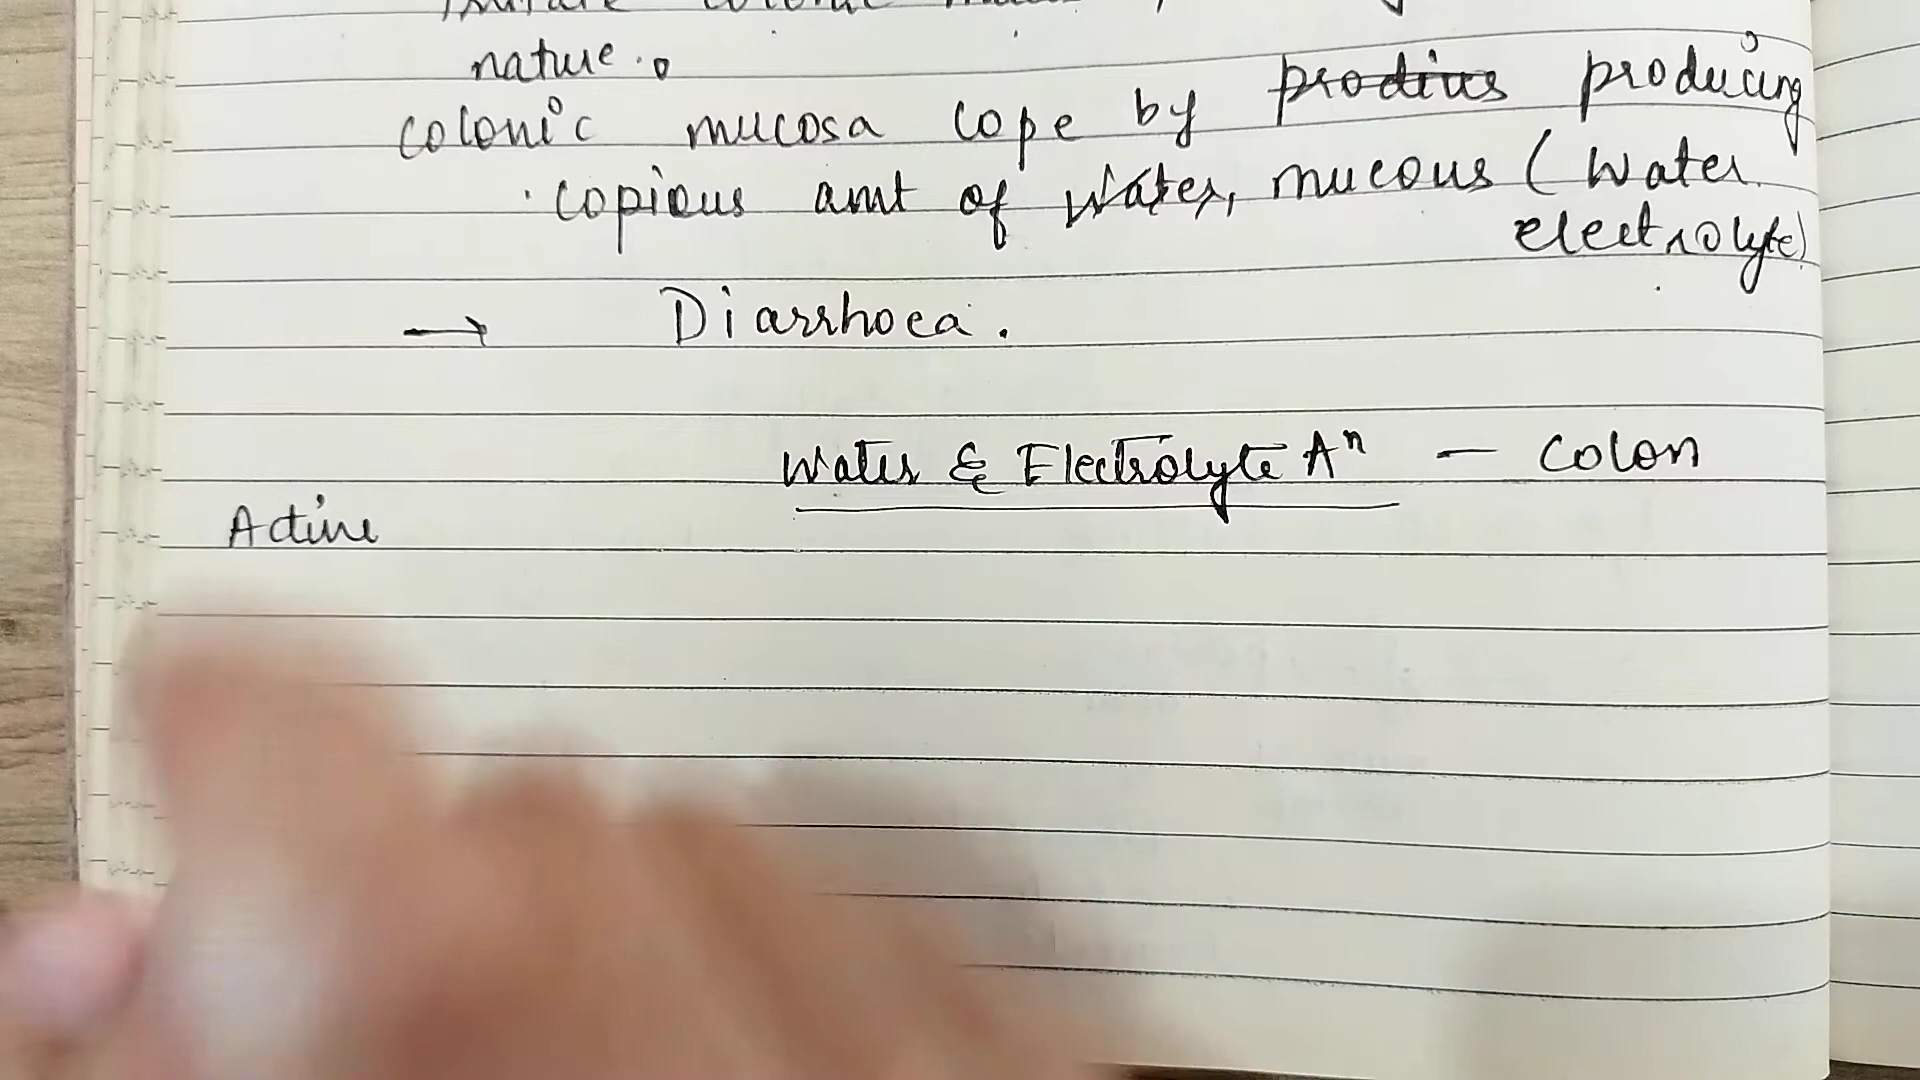 colonic
nature.
colonic mucosa cope by prodius producing
copious amt of water, mucous (water
electrolyte)
→ Diarrhoea.
Water & Electrolyte Aⁿ — Colon
Active